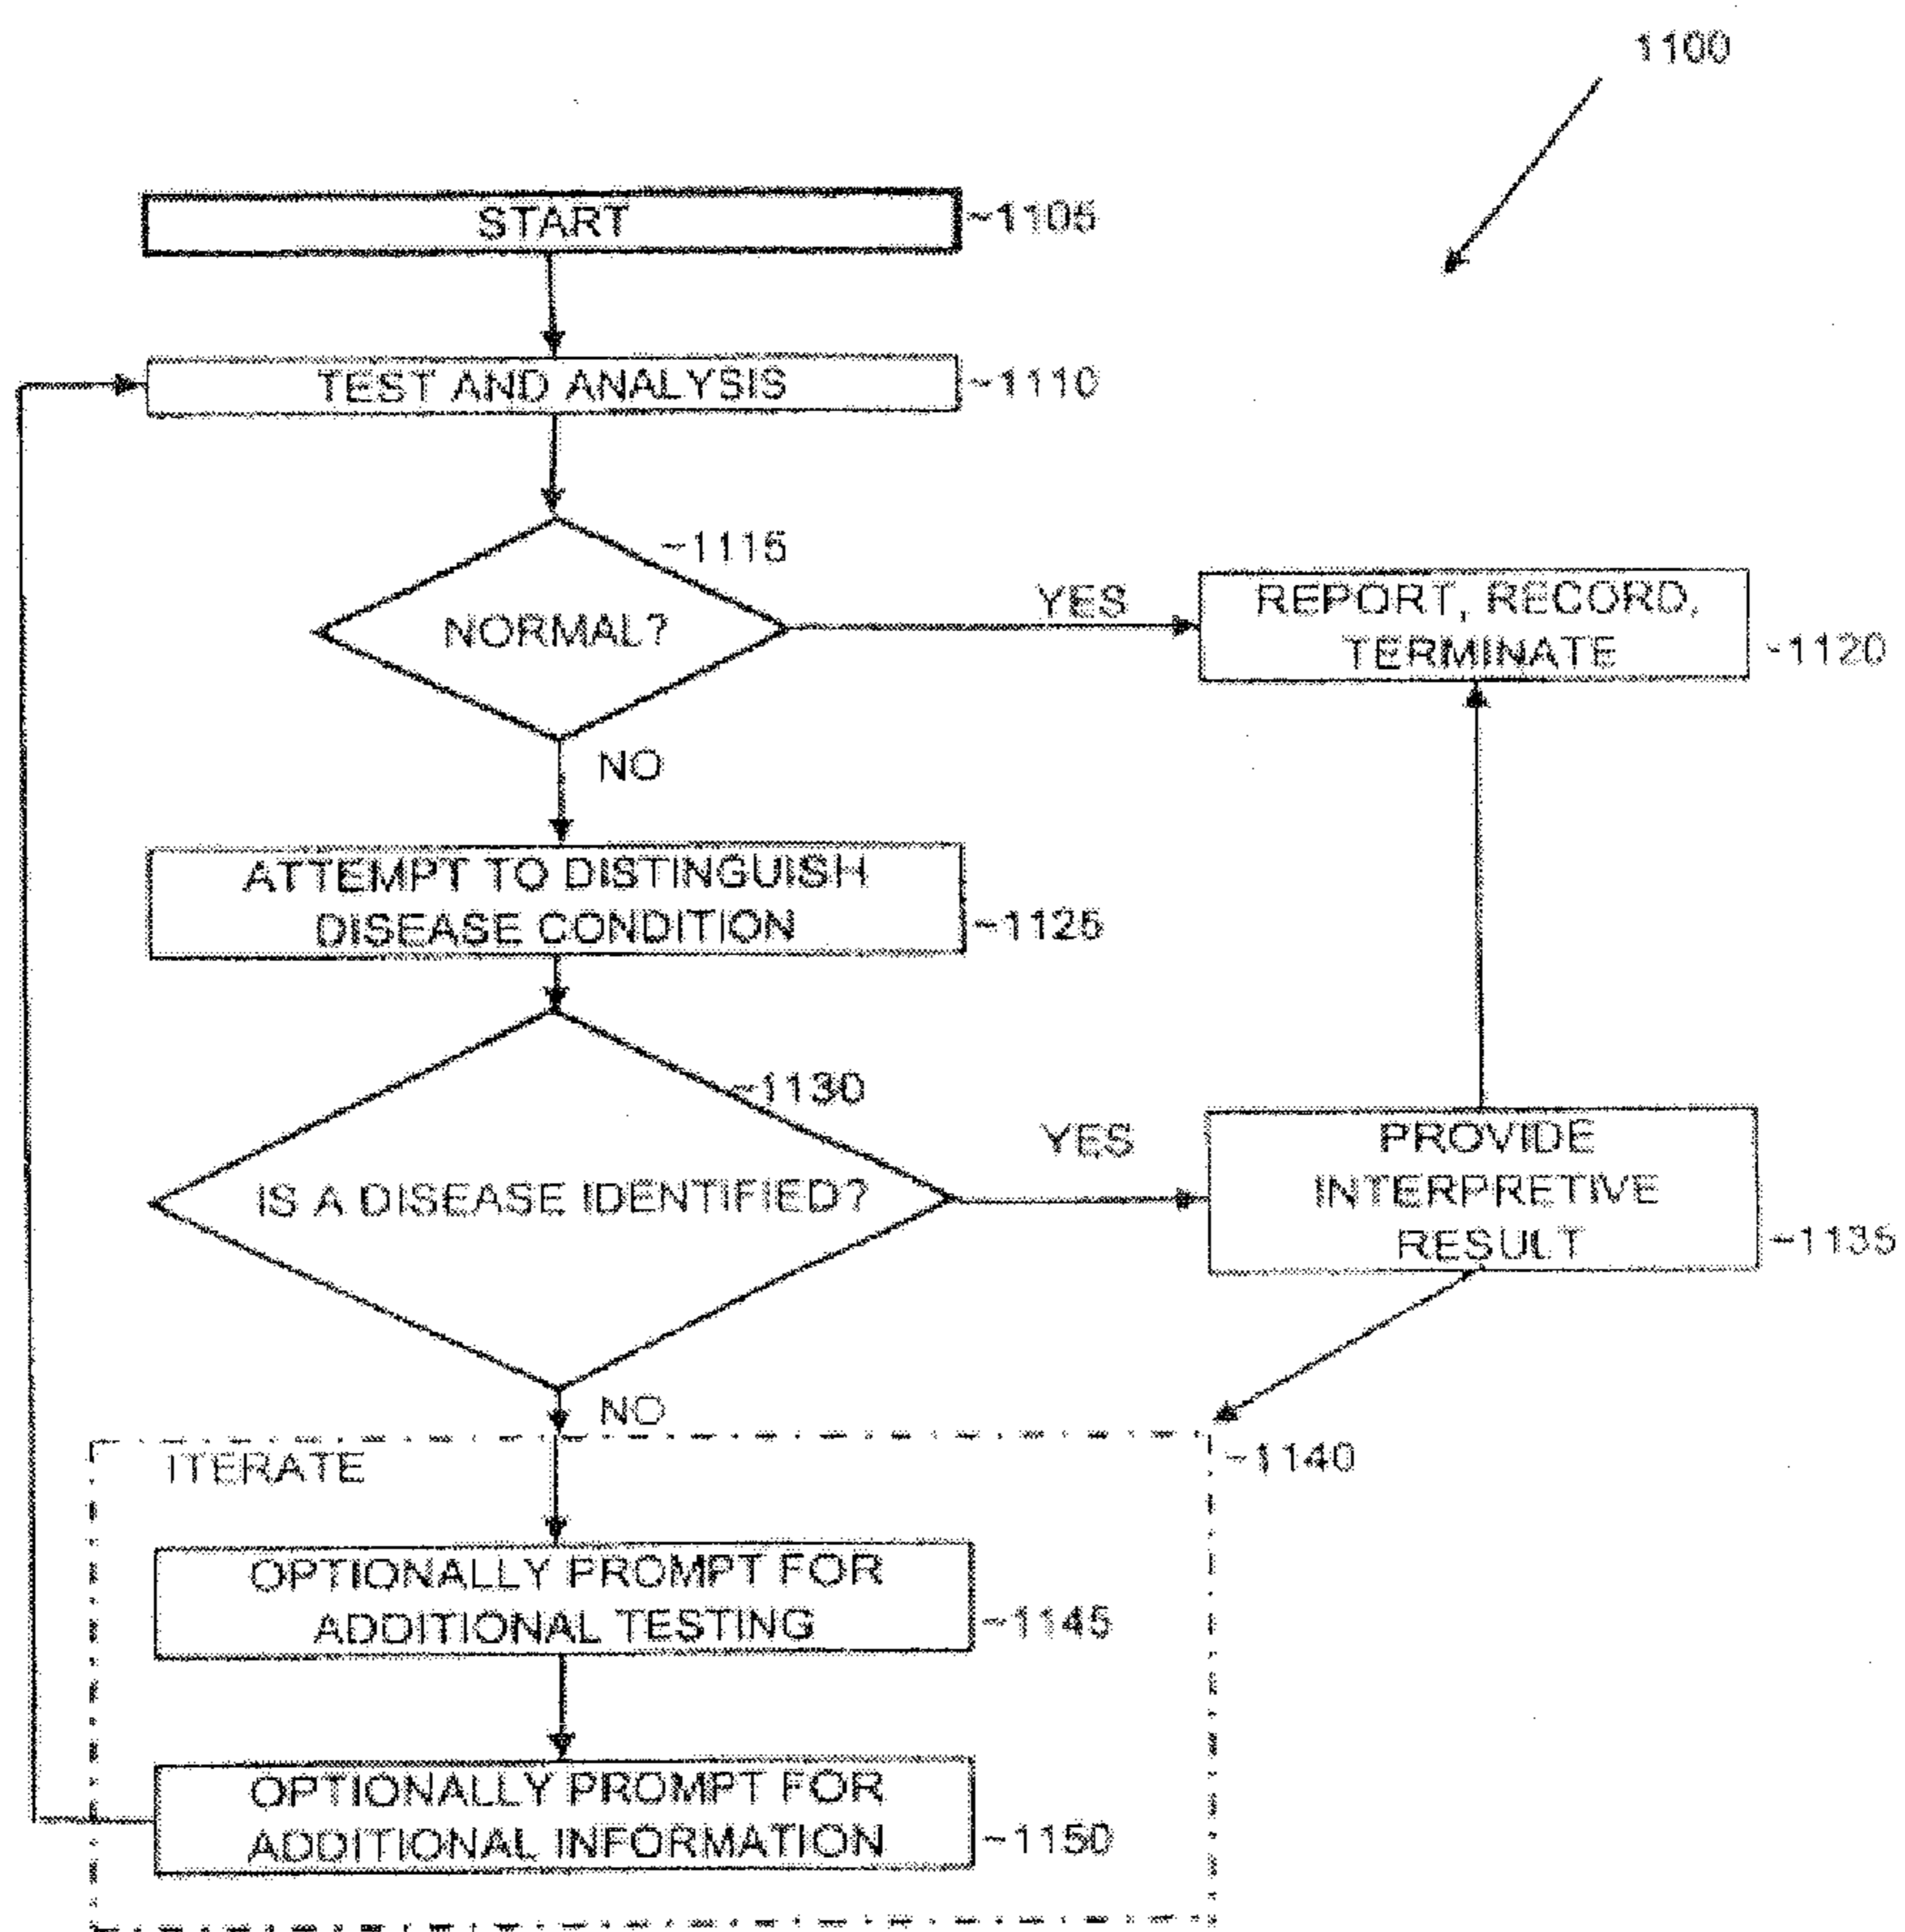 1100
START ~1105
TEST AND ANALYSIS ~1110
~1115
NORMAL?
YES
REPORT, RECORD,
TERMINATE ~1120
NO
ATTEMPT TO DISTINGUISH
DISEASE CONDITION ~1125
~1130
IS A DISEASE IDENTIFIED?
YES
PROVIDE
INTERPRETIVE
RESULT ~1135
NO
ITERATE ~1140
OPTIONALLY PROMPT FOR
ADDITIONAL TESTING ~1145
OPTIONALLY PROMPT FOR
ADDITIONAL INFORMATION ~1150